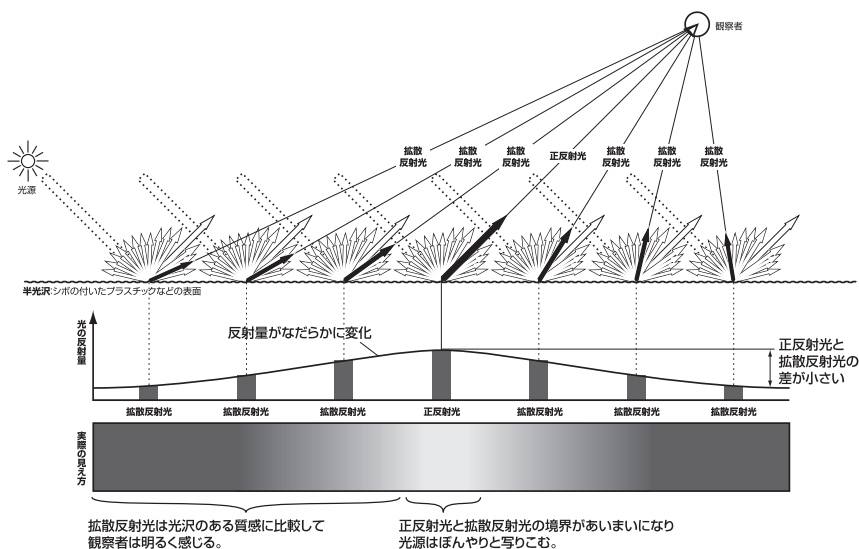 観察者
光源
拡散
反射光
拡散
反射光
拡散
反射光
正反射光
拡散
反射光
拡散
反射光
拡散
反射光
半光沢:シボの付いたプラスチックなどの表面
光の反射量
反射量がなだらかに変化
正反射光と
拡散反射光の
差が小さい
拡散反射光
拡散反射光
拡散反射光
正反射光
拡散反射光
拡散反射光
拡散反射光
実際の見え方
拡散反射光は光沢のある質感に比較して
観察者は明るく感じる。
正反射光と拡散反射光の境界があいまいになり
光源はぼんやりと写りこむ。